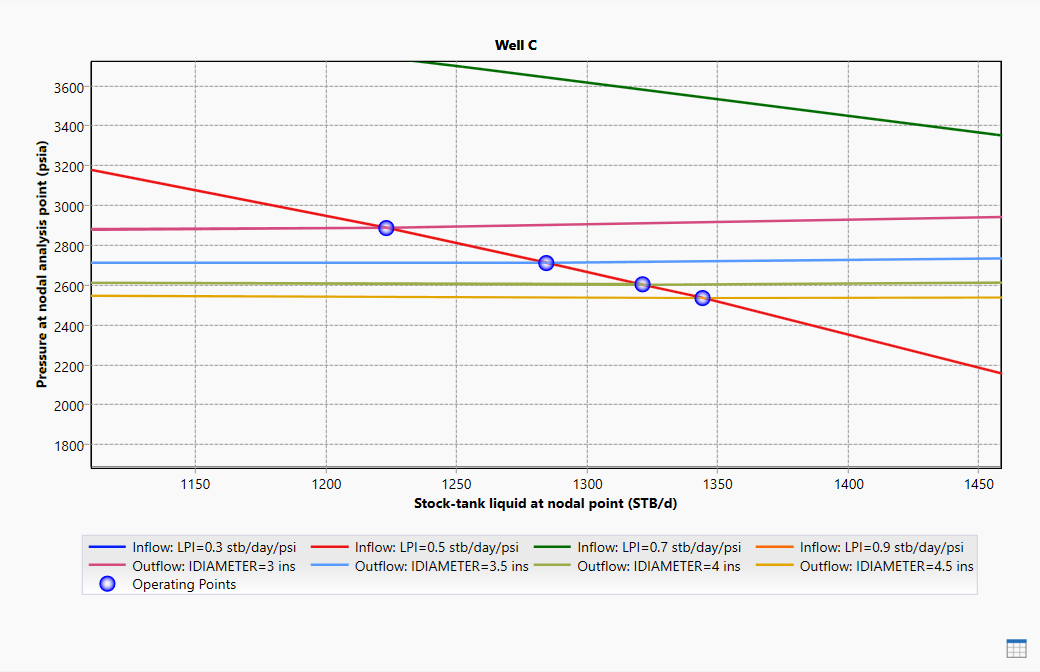 Well C
Pressure at nodal analysis point (psia)
3600
3400
3200
3000
2800
2600
2400
2200
2000
1800
1150 1200 1250 1300 1350 1400 1450
Stock-tank liquid at nodal point (STB/d)
Inflow: LPI=0.3 stb/day/psi Inflow: LPI=0.5 stb/day/psi Inflow: LPI=0.7 stb/day/psi Inflow: LPI=0.9 stb/day/psi
Outflow: IDIAMETER=3 ins Outflow: IDIAMETER=3.5 ins Outflow: IDIAMETER=4 ins Outflow: IDIAMETER=4.5 ins
Operating Points